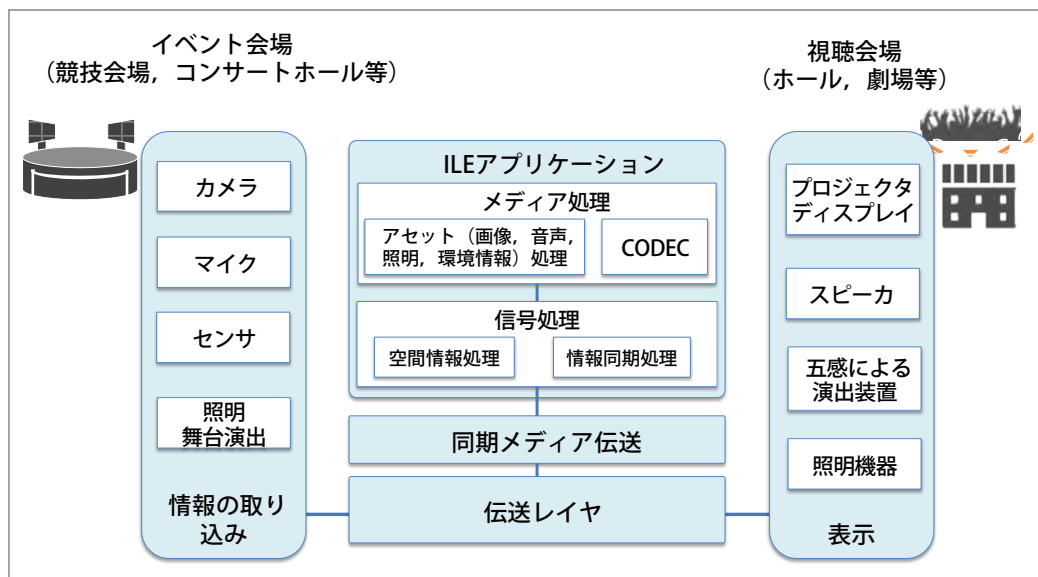 イベント会場
(競技会場，コンサートホール等)
カメラ
マイク
センサ
照明
舞台演出
情報の取り
込み
ILEアプリケーション
メディア処理
アセット（画像，音声，
照明，環境情報）処理
CODEC
信号処理
空間情報処理
情報同期処理
同期メディア伝送
伝送レイヤ
視聴会場
（ホール，劇場等）
プロジェクタ
ディスプレイ
スピーカ
五感による
演出装置
照明機器
表示